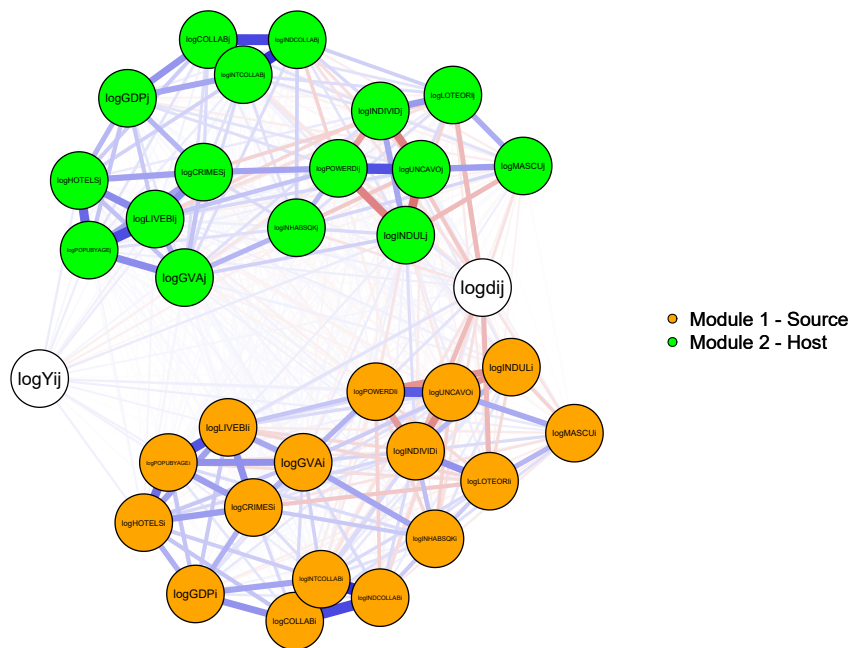 logCOLLABj
logINDCOLLABj
logINTCOLLABj
logGDPj
logINDIVIDj
logLOTEORIj
logHOTELSj
logCRIMESj
logPOWERDIj
logUNCAVOj
logMASCUj
logLIVEBIj
logINHABSQKj
logINDULj
logPOPUBYAGEj
logGVAj
logdij
Module 1 - Source
Module 2 - Host
logYij
logINDULi
logPOWERDIi
logUNCAVOi
logLIVEBIi
logMASCUi
logINDIVIDi
logPOPUBYAGEi
logGVAi
logLOTEORIi
logCRIMESi
logHOTELSi
logINHABSQKi
logINTCOLLABi
logGDPi
logINDCOLLABi
logCOLLABi